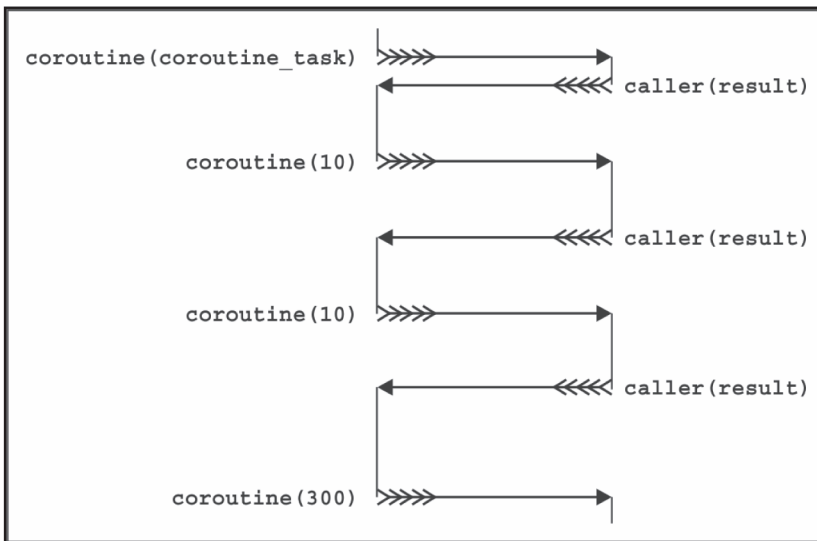 coroutine(coroutine_task)
caller(result)
coroutine(10)
caller(result)
coroutine(10)
caller(result)
coroutine(300)